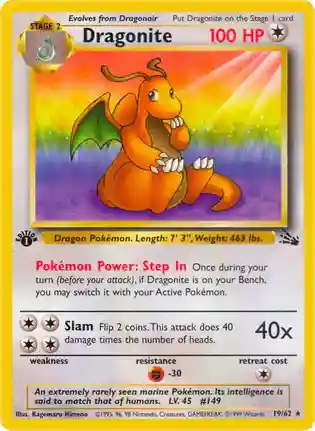 Evolves from Dragonair Put Dragonite on the Stage 1 card
STAGE 2
Dragonite 100 HP
1
Dragon Pokémon. Length: 7' 3", Weight: 463 lbs.
Pokémon Power: Step In Once during your
turn (before your attack), if Dragonite is on your Bench,
you may switch it with your Active Pokémon.
Slam Flip 2 coins. This attack does 40
damage times the number of heads.
40x
weakness resistance retreat cost
-30
An extremely rarely seen marine Pokémon. Its intelligence is
said to match that of humans. LV. 45 #149
Illus. Kagemaru Himeno ©1995, 96, 98 Nintendo, Creatures, GAMEFREAK. ©1999 Wizards. 19/62 ★